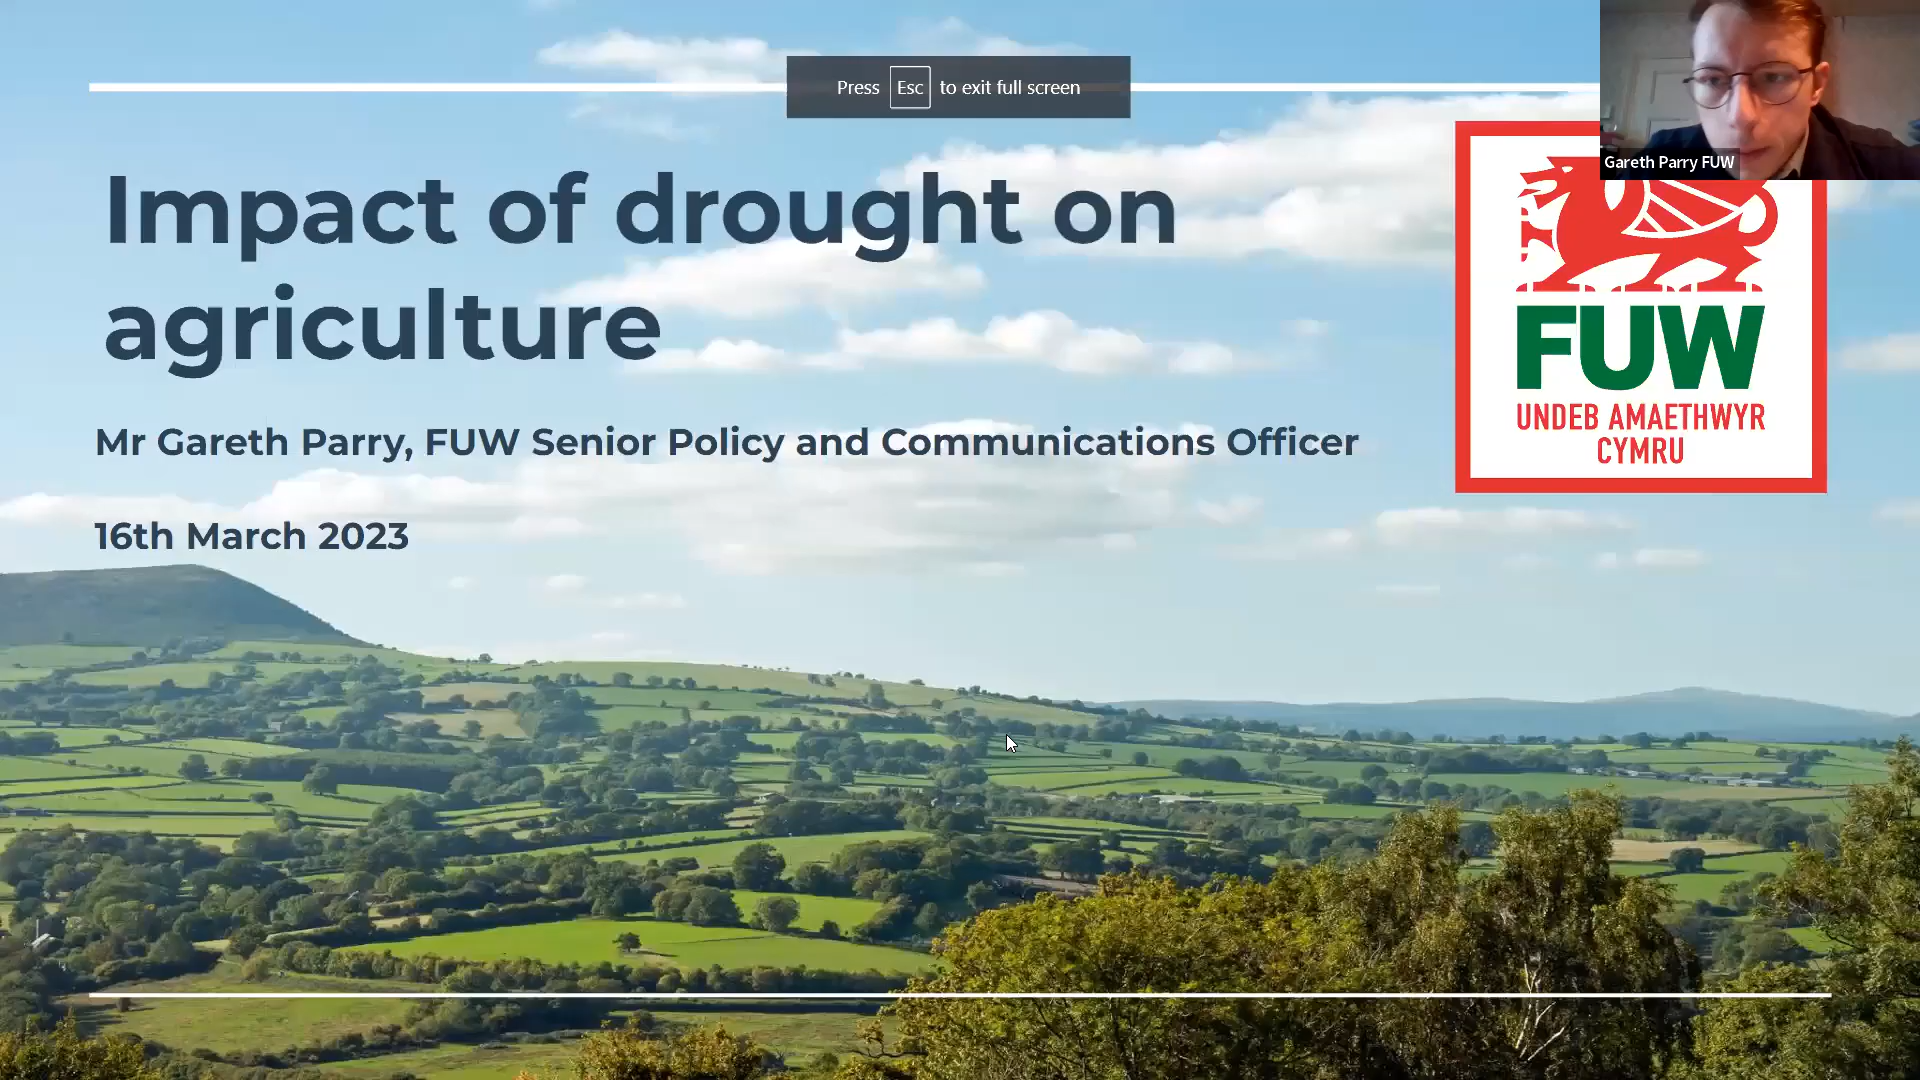 Press Esc to exit full screen
Gareth Parry FUW
Impact of drought on
agriculture
Mr Gareth Parry, FUW Senior Policy and Communications Officer
16th March 2023
FUW
UNDEB AMAETHWYR
CYMRU